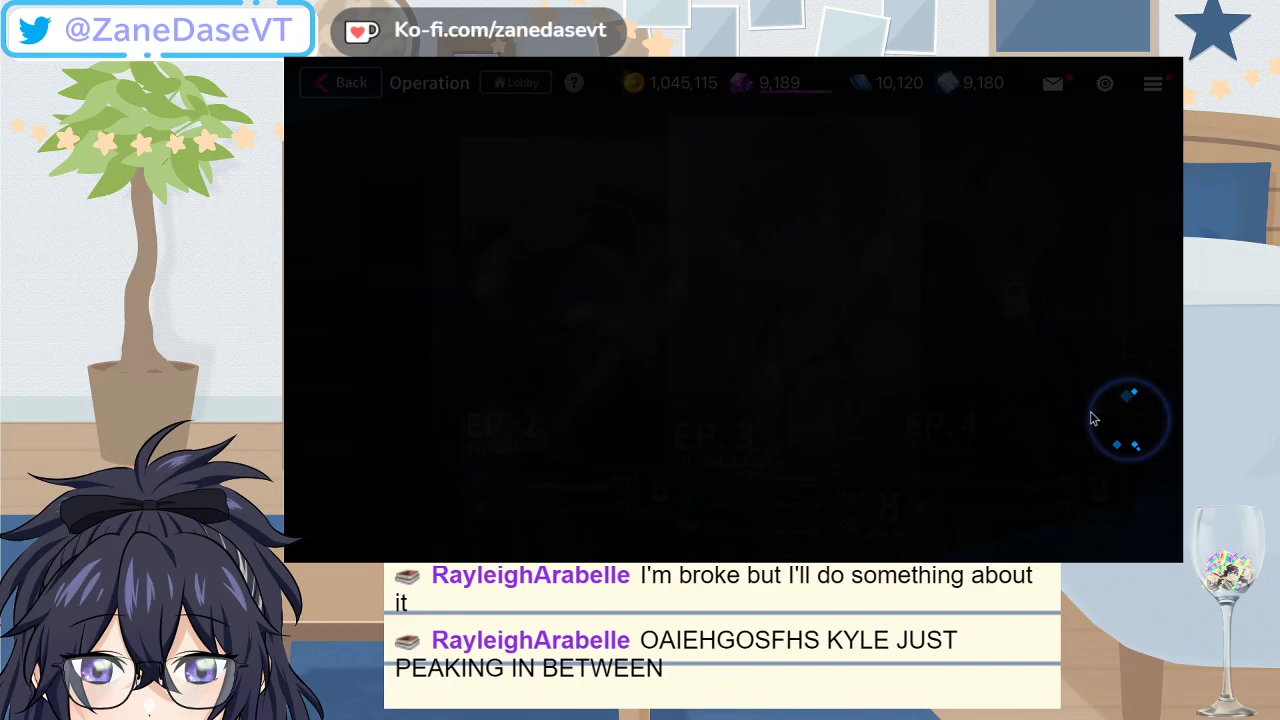 @ZaneDaseVT
Ko-fi.com/zanedasevt
Back
Operation
Lobby
?
1,045,115
9,189
10,120
9,180
EP. 2
EP. 3
EP. 4
RayleighArabelle I'm broke but I'll do something about
it
RayleighArabelle OAIEHGOSFHS KYLE JUST
PEAKING IN BETWEEN